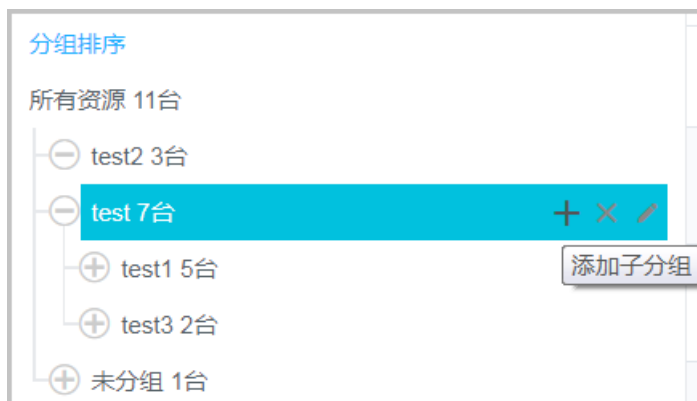 分组排序
所有资源 11台
test2 3台
test 7台
添加子分组
test1 5台
test3 2台
未分组 1台